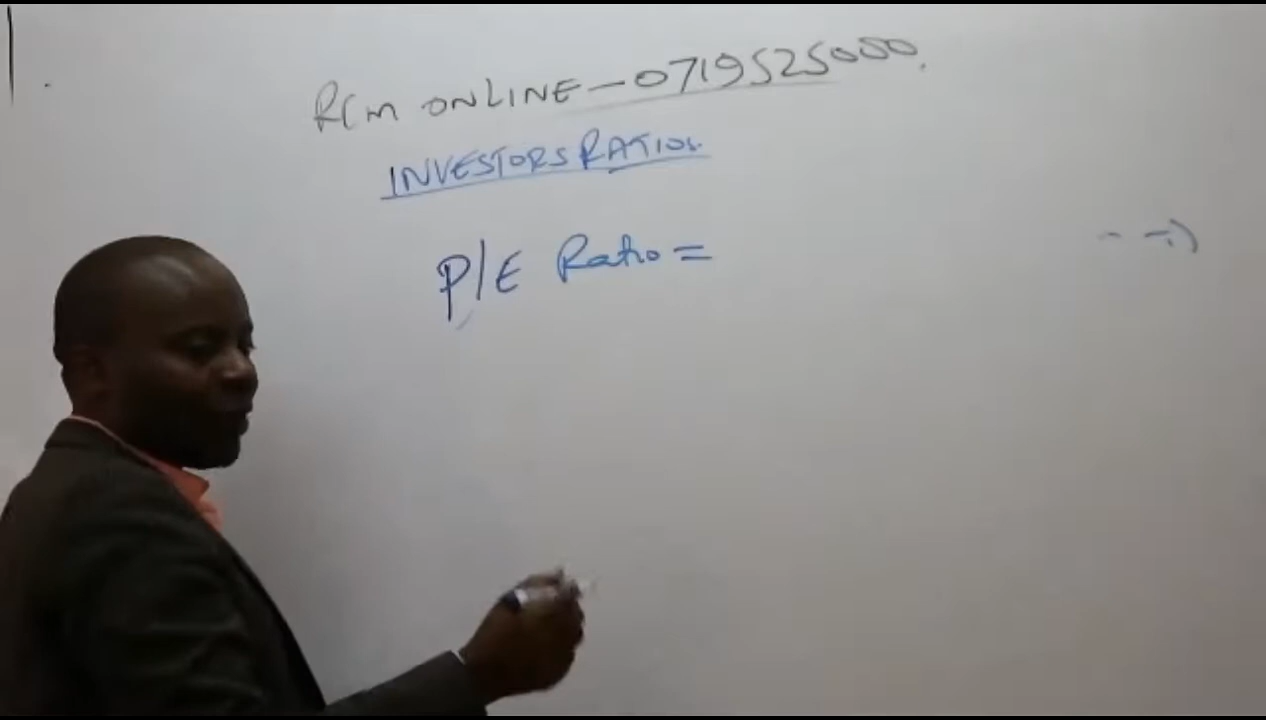 RCM ONLINE - 0719525000.
INVESTORS RATIOS.
P/E Ratio =